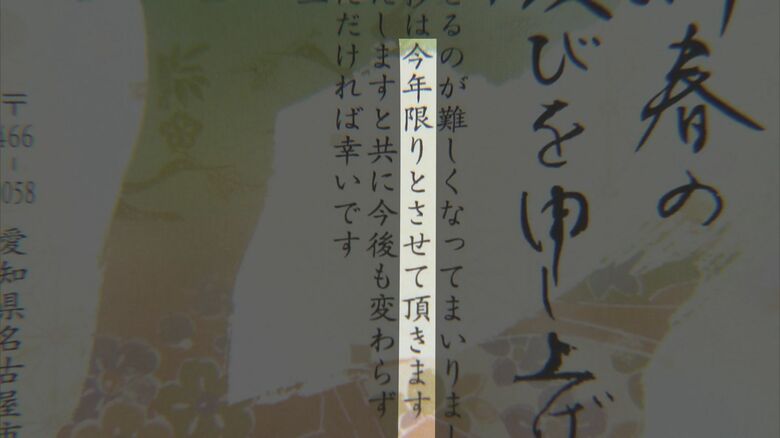 春の
びを申し上げ
るのが難しくなってまいりまし
は今年限りとさせて頂きます
しますと共に今後も変わらず
だければ幸いです
〒
466
0058
愛知県名古屋市